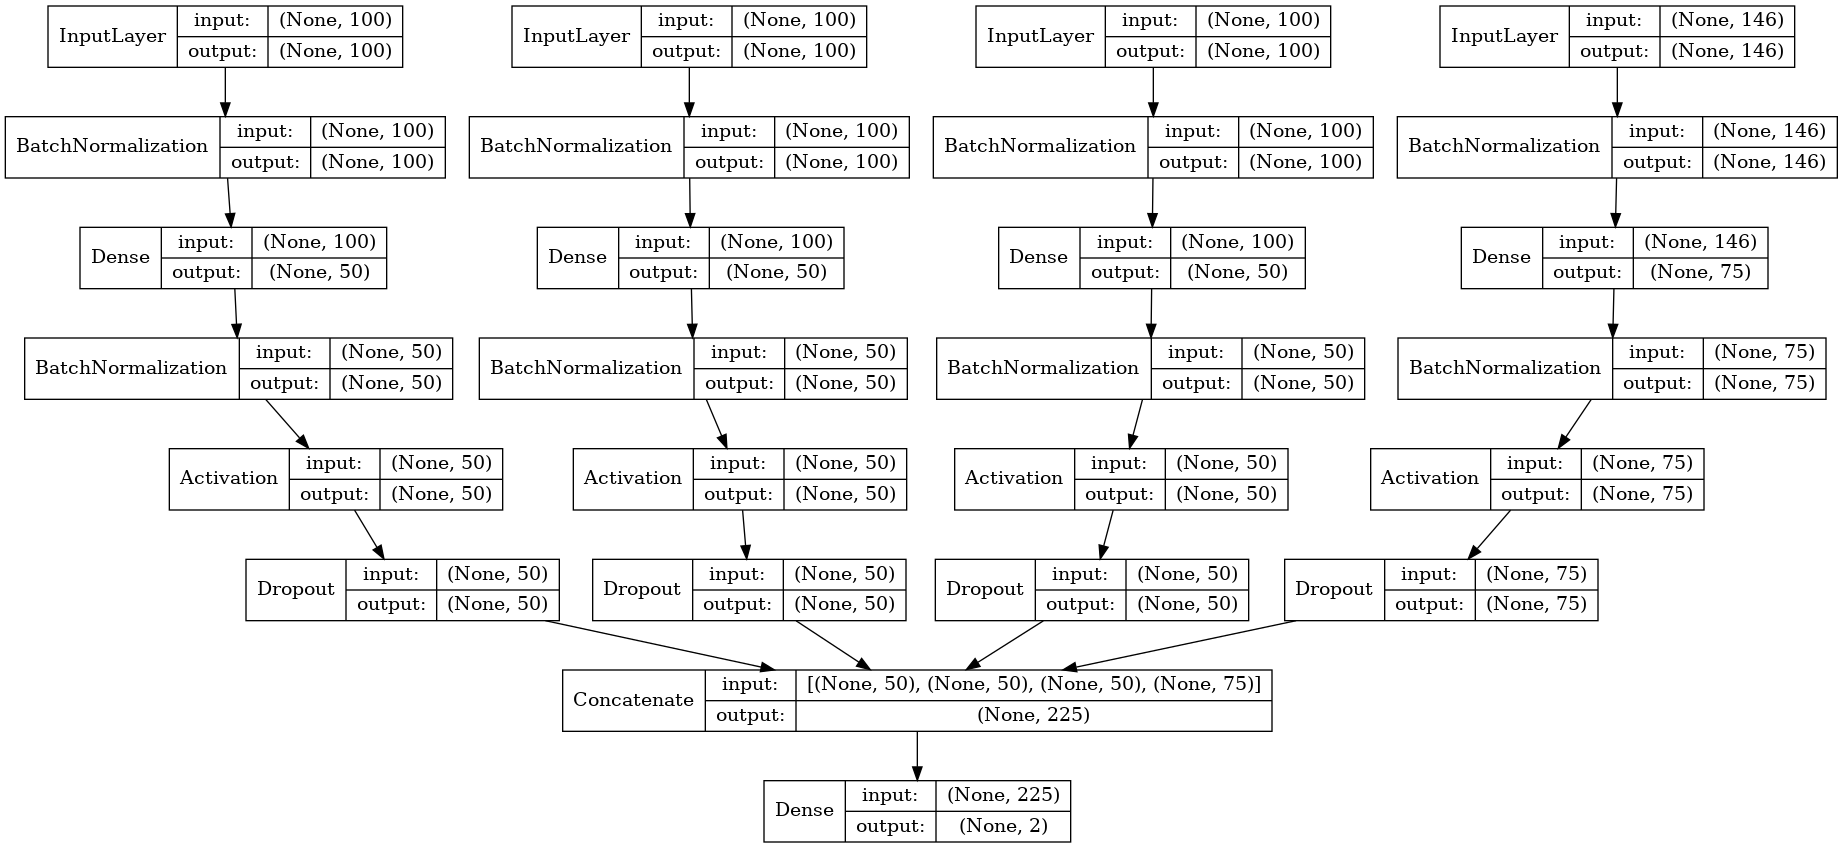 InputLayer input: (None, 100) output: (None, 100)
InputLayer input: (None, 100) output: (None, 100)
InputLayer input: (None, 100) output: (None, 100)
InputLayer input: (None, 146) output: (None, 146)
BatchNormalization input: (None, 100) output: (None, 100)
BatchNormalization input: (None, 100) output: (None, 100)
BatchNormalization input: (None, 100) output: (None, 100)
BatchNormalization input: (None, 146) output: (None, 146)
Dense input: (None, 100) output: (None, 50)
Dense input: (None, 100) output: (None, 50)
Dense input: (None, 100) output: (None, 50)
Dense input: (None, 146) output: (None, 75)
BatchNormalization input: (None, 50) output: (None, 50)
BatchNormalization input: (None, 50) output: (None, 50)
BatchNormalization input: (None, 50) output: (None, 50)
BatchNormalization input: (None, 75) output: (None, 75)
Activation input: (None, 50) output: (None, 50)
Activation input: (None, 50) output: (None, 50)
Activation input: (None, 50) output: (None, 50)
Activation input: (None, 75) output: (None, 75)
Dropout input: (None, 50) output: (None, 50)
Dropout input: (None, 50) output: (None, 50)
Dropout input: (None, 50) output: (None, 50)
Dropout input: (None, 75) output: (None, 75)
Concatenate input: [(None, 50), (None, 50), (None, 50), (None, 75)] output: (None, 225)
Dense input: (None, 225) output: (None, 2)